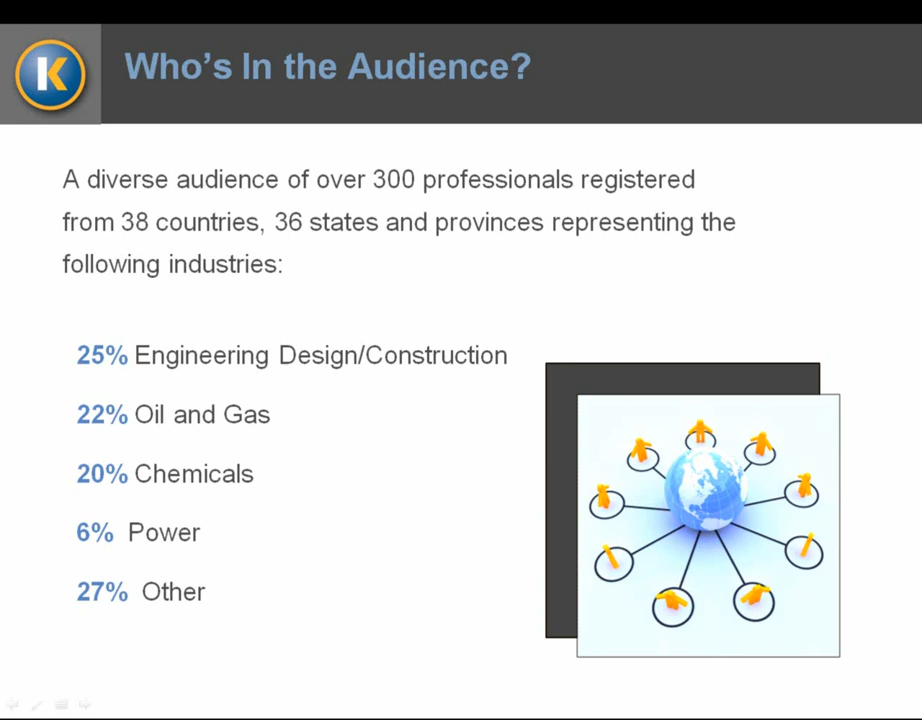 K
Who's In the Audience?
A diverse audience of over 300 professionals registered
from 38 countries, 36 states and provinces representing the
following industries:
25% Engineering Design/Construction
22% Oil and Gas
20% Chemicals
6% Power
27% Other